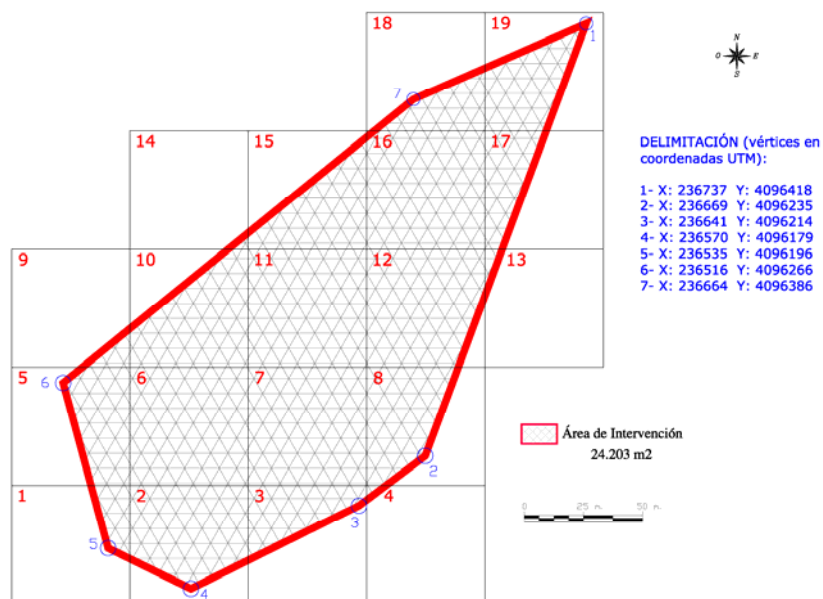 18
19
1
7
14
15
16
17
9
10
11
12
13
5
6
7
8
6
2
1
2
3
4
3
5
4
N
O
E
S
DELIMITACIÓN (vértices en
coordenadas UTM):
1- X: 236737 Y: 4096418
2- X: 236669 Y: 4096235
3- X: 236641 Y: 4096214
4- X: 236570 Y: 4096179
5- X: 236535 Y: 4096196
6- X: 236516 Y: 4096266
7- X: 236664 Y: 4096386
Área de Intervención
24.203 m2
0 25 m. 50 m.